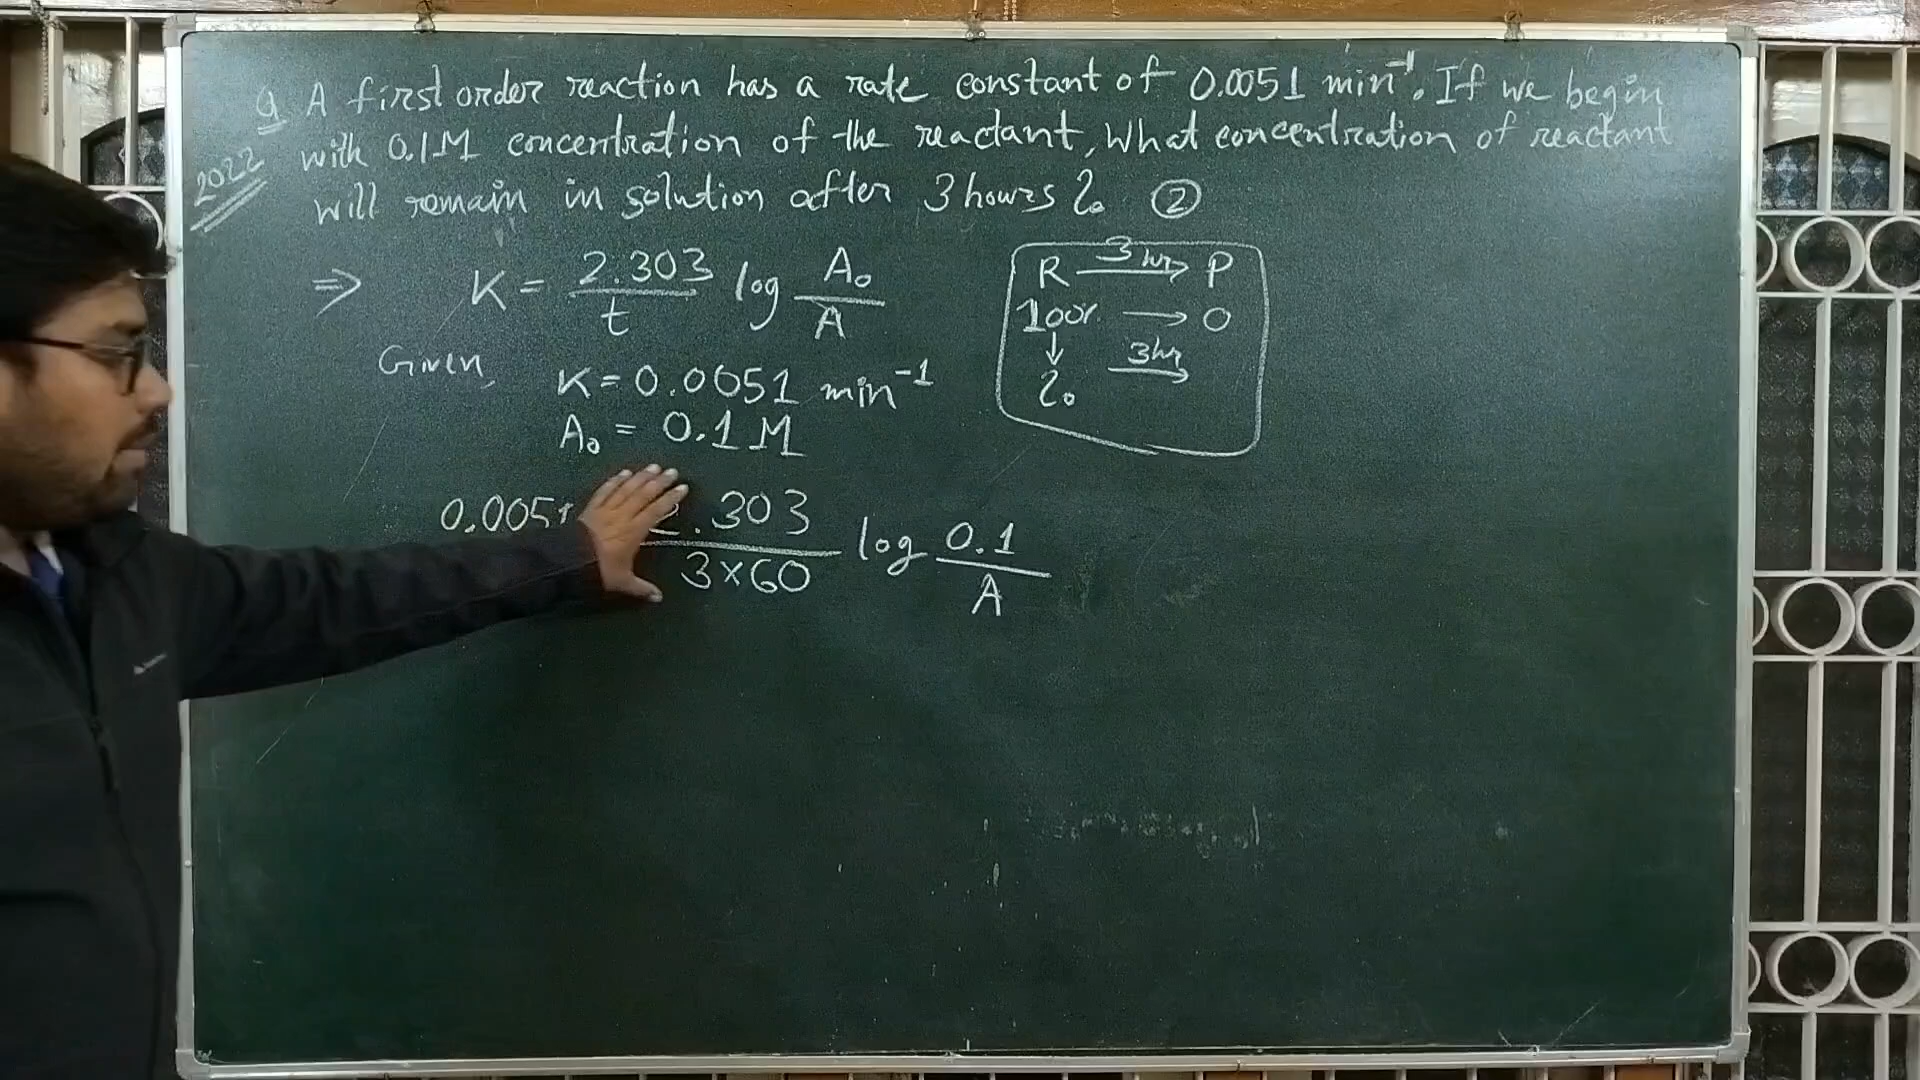 Q A first order reaction has a rate constant of 0.0051 min⁻¹. If we begin
2022 with 0.1M concentration of the reactant, What concentration of reactant
will remain in solution after 3 hours ? ②
⇒ K = 2.303/t log A₀/A
Given, K = 0.0051 min⁻¹
A₀ = 0.1 M
R 3 hr → P
100% → 0
↓ 3hr →
?
0.0051 2.303/3×60 log 0.1/A